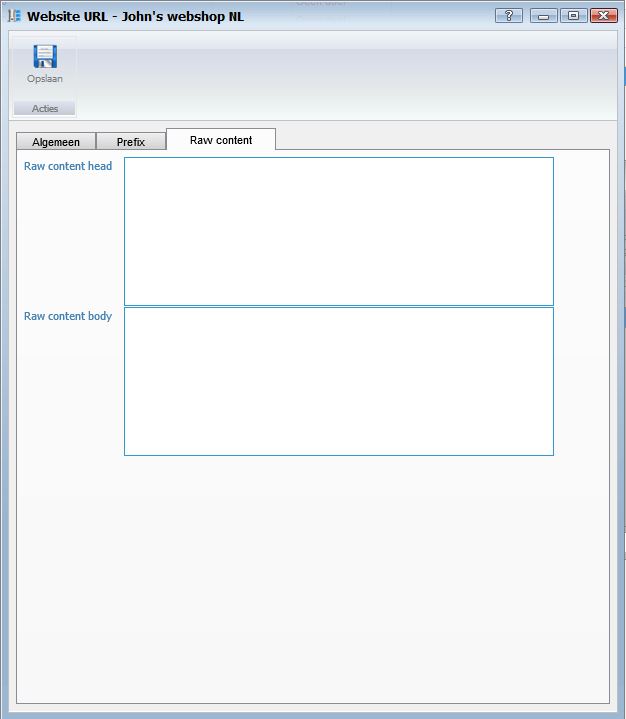 Website URL - John's webshop NL
Opslaan
Acties
Algemeen
Prefix
Raw content
Raw content head
Raw content body